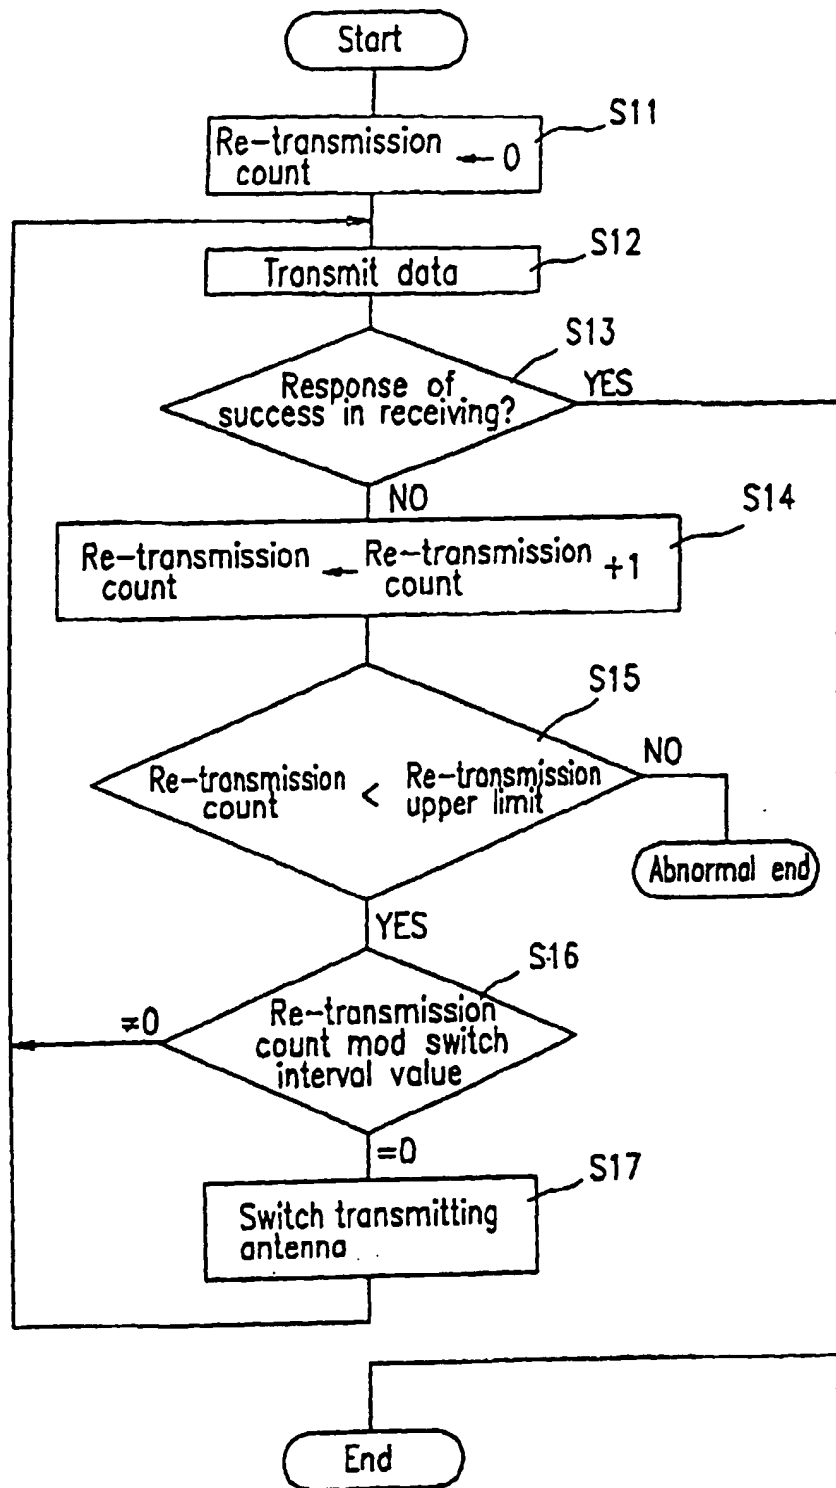 Start
S11
Re-transmission
count
← 0
S12
Transmit data
S13
Response of
success in receiving?
YES
NO
S14
Re-transmission
count
←
Re-transmission
count
+1
S15
Re-transmission
count
<
Re-transmission
upper limit
NO
Abnormal end
YES
S16
Re-transmission
count mod switch
interval value
≠0
=0
S17
Switch transmitting
antenna
End